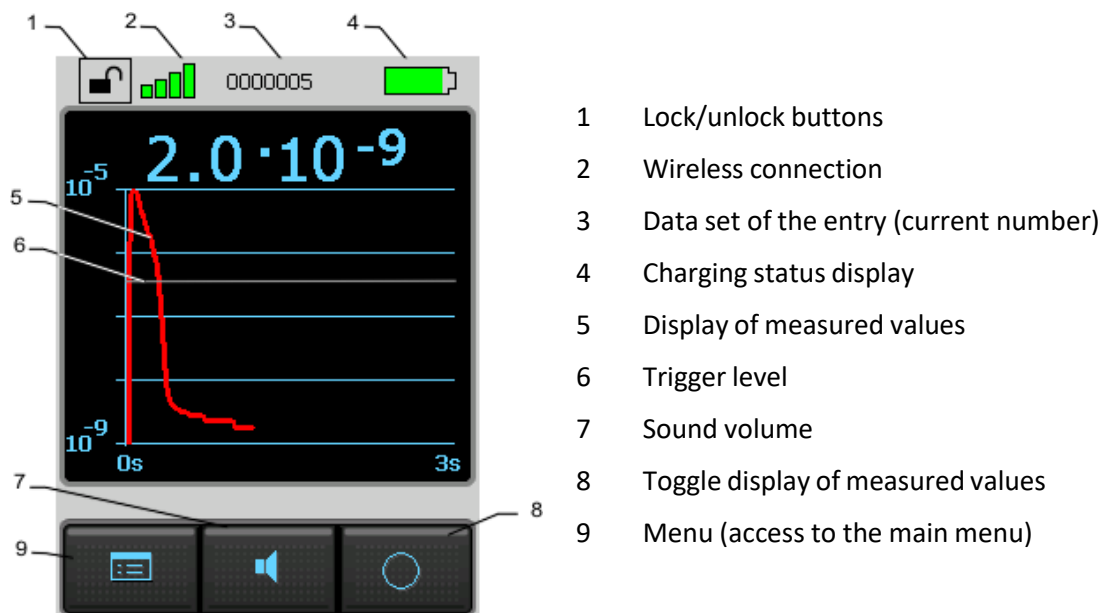 1 2 3 4
0000005
2.0·10⁻⁹
10⁻⁵
5
6
10⁻⁹
0s 3s
7
8
9
1 Lock/unlock buttons
2 Wireless connection
3 Data set of the entry (current number)
4 Charging status display
5 Display of measured values
6 Trigger level
7 Sound volume
8 Toggle display of measured values
9 Menu (access to the main menu)